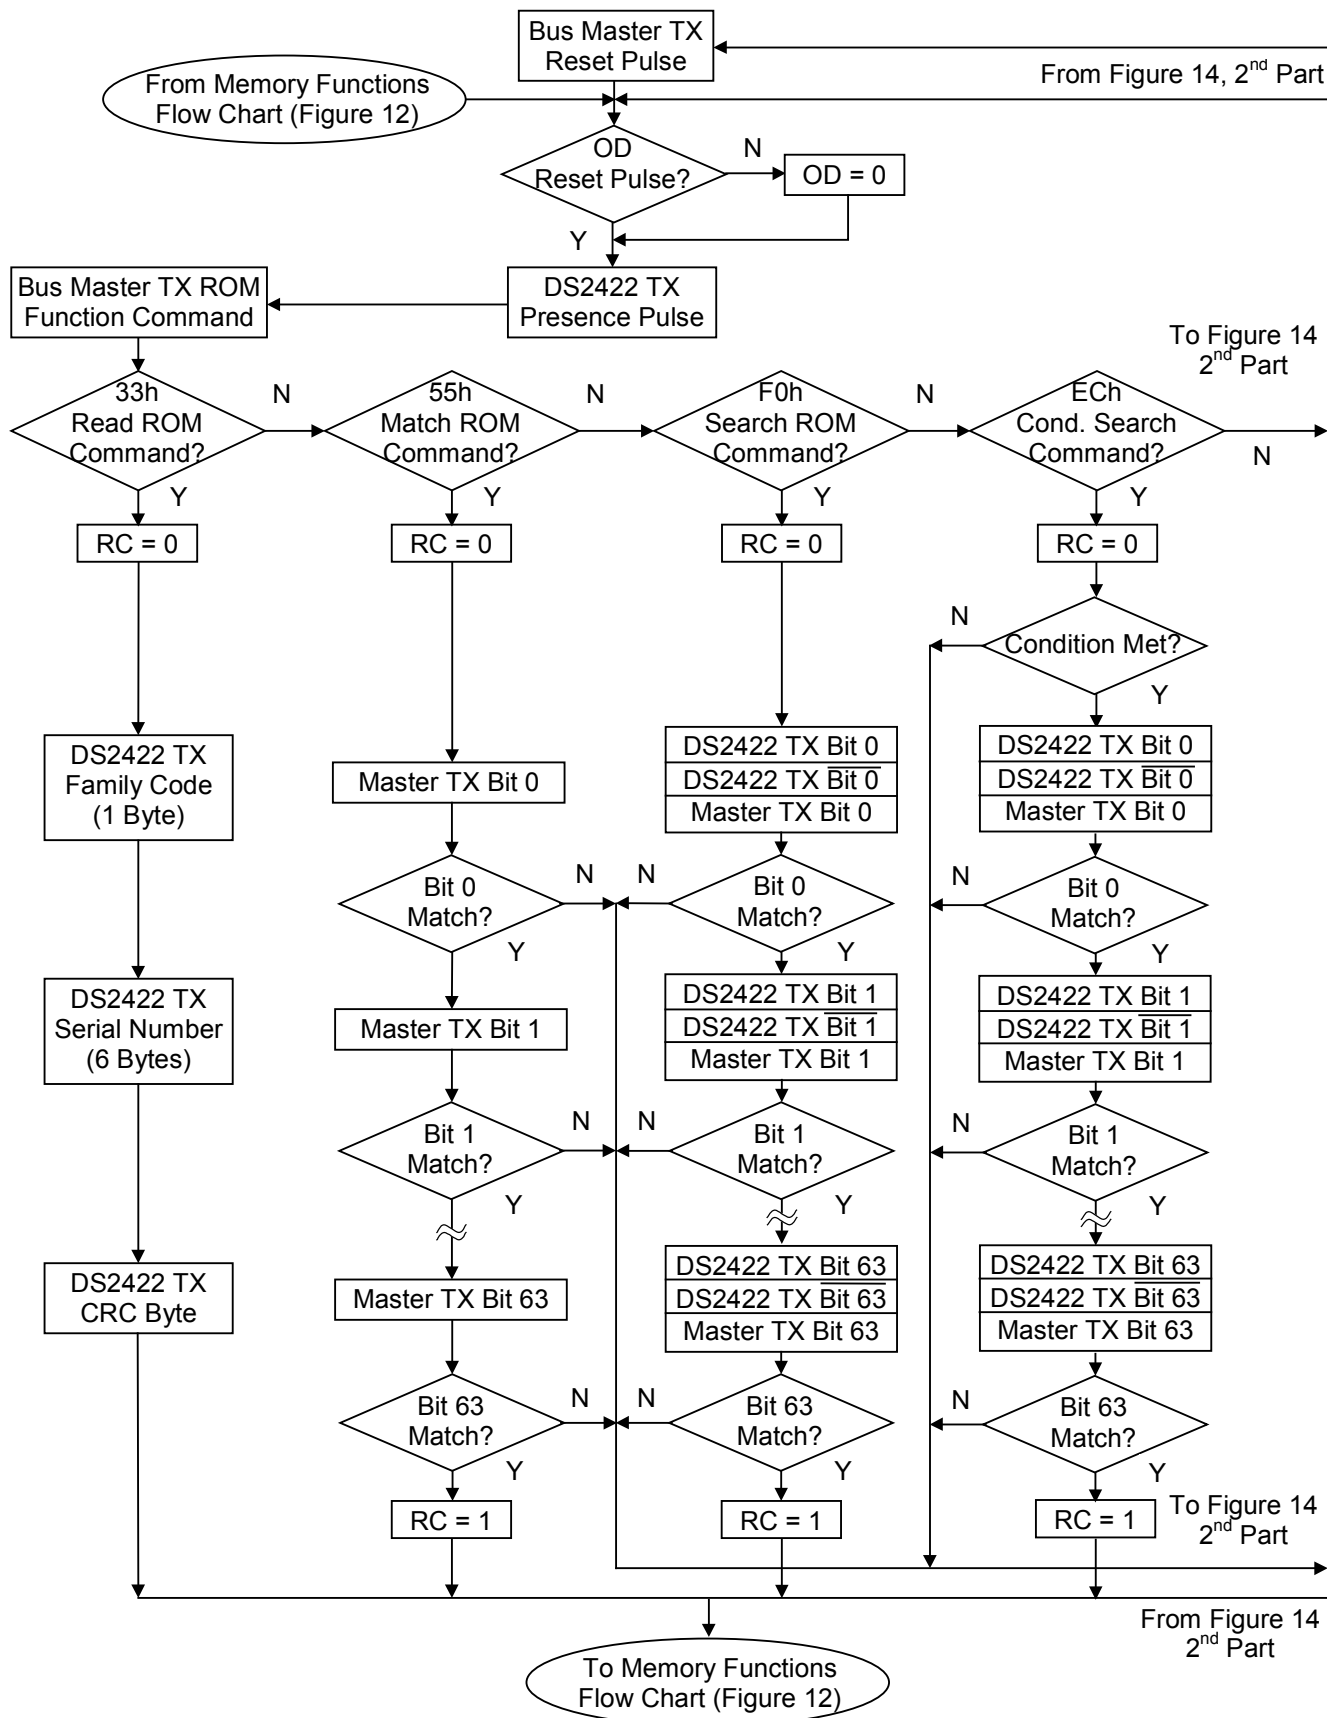 Bus Master TX
Reset Pulse
From Memory Functions
Flow Chart (Figure 12)
From Figure 14, 2nd Part
OD
Reset Pulse?
N
OD = 0
Y
Bus Master TX ROM
Function Command
DS2422 TX
Presence Pulse
To Figure 14
2nd Part
33h
Read ROM
Command?
N
55h
Match ROM
Command?
N
F0h
Search ROM
Command?
N
ECh
Cond. Search
Command?
N
Y
Y
Y
Y
RC = 0
RC = 0
RC = 0
RC = 0
N
Condition Met?
Y
DS2422 TX
Family Code
(1 Byte)
Master TX Bit 0
DS2422 TX Bit 0
DS2422 TX B̅i̅t̅ ̅0̅
Master TX Bit 0
DS2422 TX Bit 0
DS2422 TX B̅i̅t̅ ̅0̅
Master TX Bit 0
Bit 0
Match?
N
N
Bit 0
Match?
N
Bit 0
Match?
Y
Y
Y
DS2422 TX
Serial Number
(6 Bytes)
Master TX Bit 1
DS2422 TX Bit 1
DS2422 TX B̅i̅t̅ ̅1̅
Master TX Bit 1
DS2422 TX Bit 1
DS2422 TX B̅i̅t̅ ̅1̅
Master TX Bit 1
Bit 1
Match?
N
N
Bit 1
Match?
N
Bit 1
Match?
Y
Y
Y
DS2422 TX
CRC Byte
Master TX Bit 63
DS2422 TX Bit 63
DS2422 TX B̅i̅t̅ ̅6̅3̅
Master TX Bit 63
DS2422 TX Bit 63
DS2422 TX B̅i̅t̅ ̅6̅3̅
Master TX Bit 63
Bit 63
Match?
N
N
Bit 63
Match?
N
Bit 63
Match?
Y
Y
Y
RC = 1
RC = 1
RC = 1
To Figure 14
2nd Part
From Figure 14
2nd Part
To Memory Functions
Flow Chart (Figure 12)